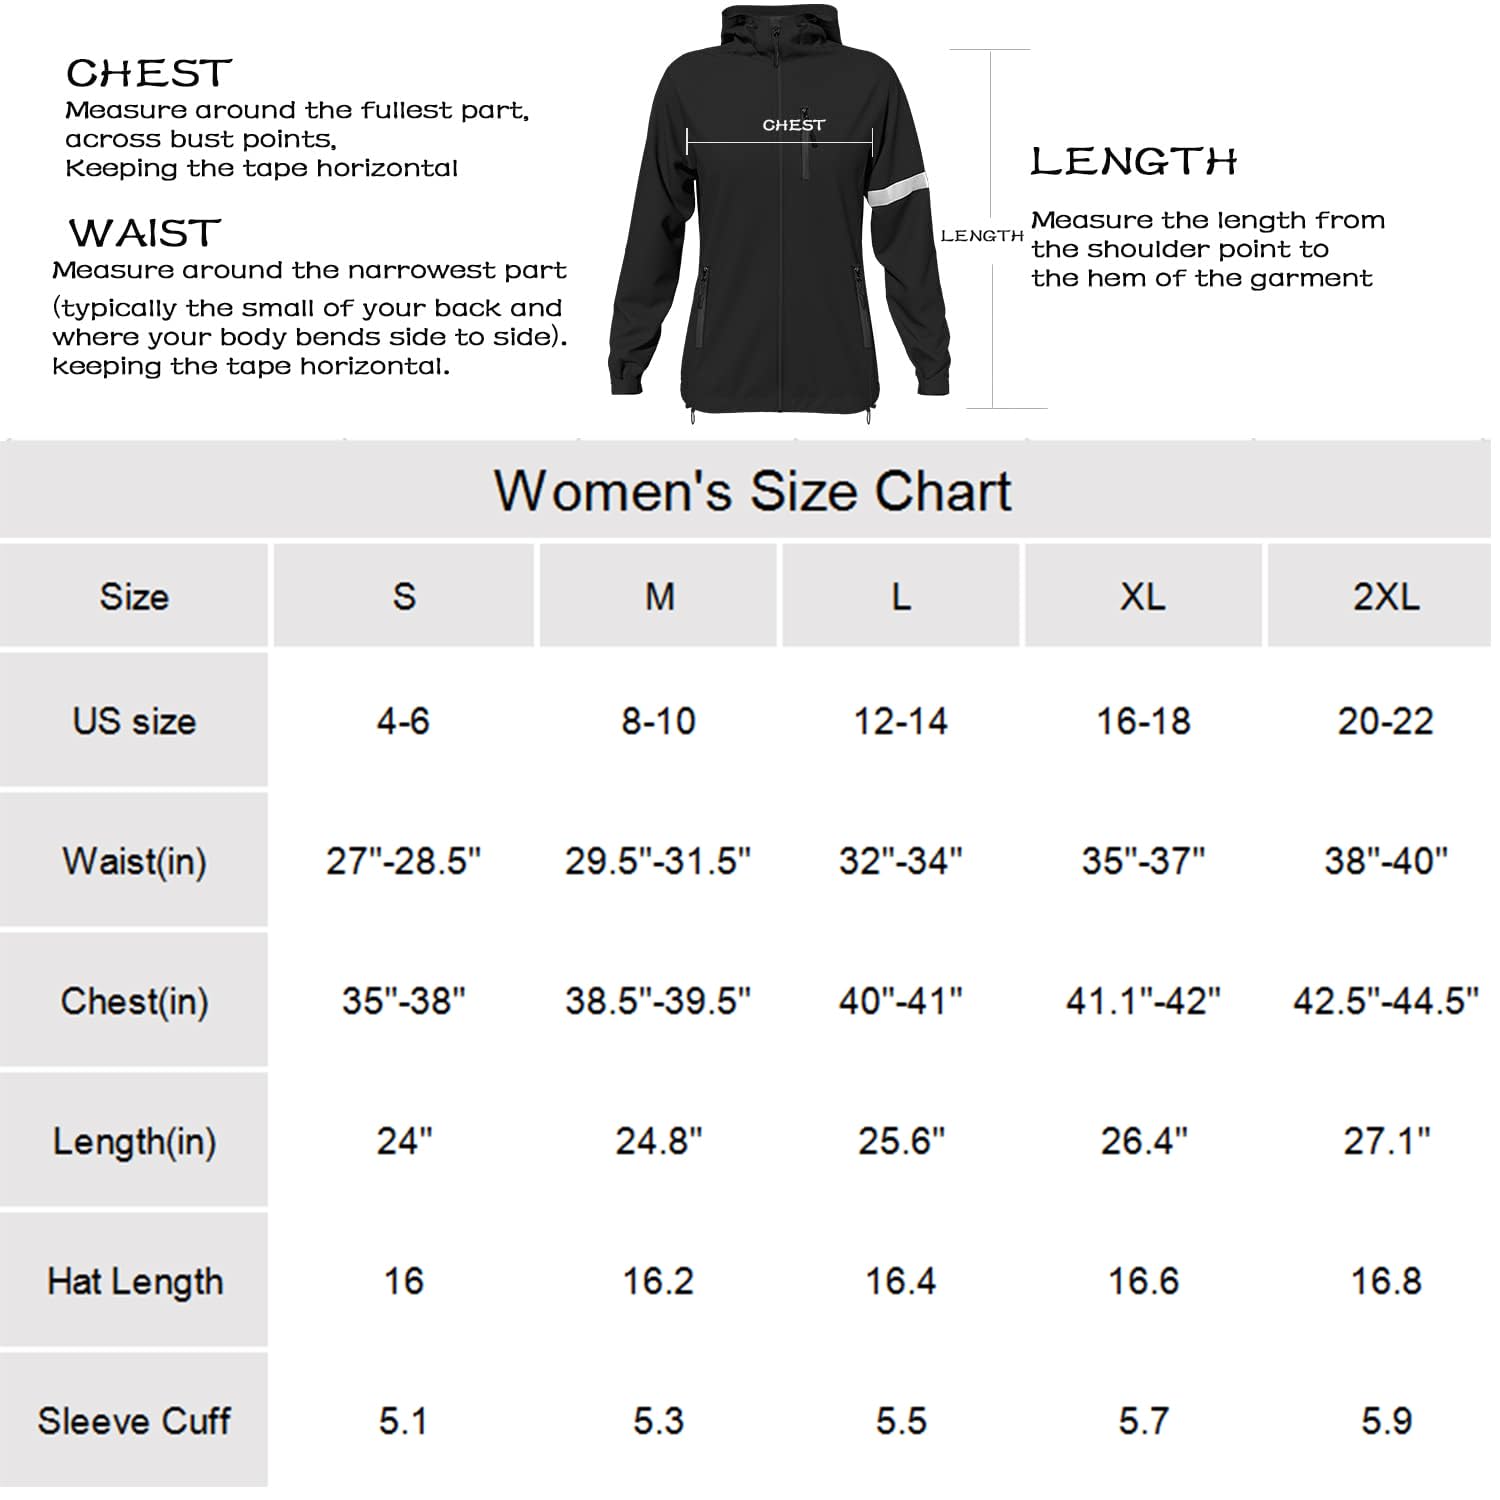 CHEST
Measure around the fullest part,
across bust points,
Keeping the tape horizontal
WAIST
Measure around the narrowest part
(typically the small of your back and
where your body bends side to side).
keeping the tape horizontal.
CHEST
LENGTH
LENGTH
Measure the length from
the shoulder point to
the hem of the garment
Women's Size Chart
Size S M L XL 2XL
US size 4-6 8-10 12-14 16-18 20-22
Waist(in) 27"-28.5" 29.5"-31.5" 32"-34" 35"-37" 38"-40"
Chest(in) 35"-38" 38.5"-39.5" 40"-41" 41.1"-42" 42.5"-44.5"
Length(in) 24" 24.8" 25.6" 26.4" 27.1"
Hat Length 16 16.2 16.4 16.6 16.8
Sleeve Cuff 5.1 5.3 5.5 5.7 5.9